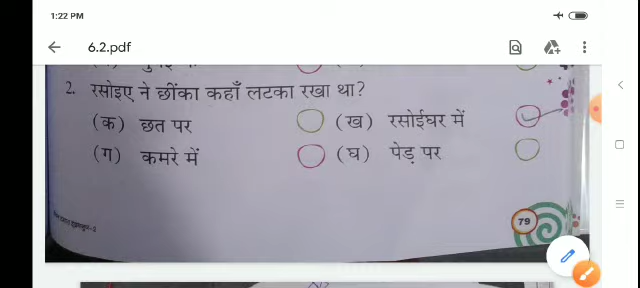 1:22 PM
6.2.pdf
2. रसोइए ने छींका कहाँ लटका रखा था?
(क) छत पर (ख) रसोईघर में
(ग) कमरे में (घ) पेड़ पर
79